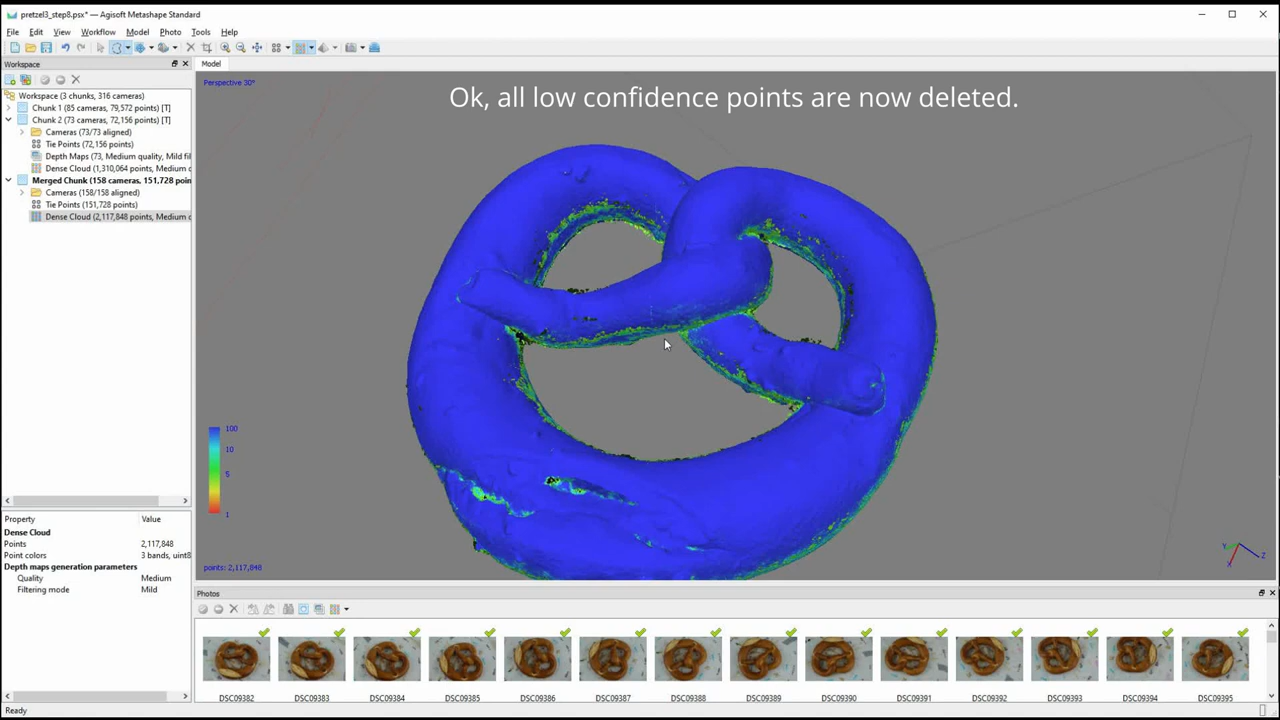 pretzel3_step8.psx* — Agisoft Metashape Standard
File Edit View Workflow Model Photo Tools Help
Workspace
Model
Workspace (3 chunks, 316 cameras)
Chunk 1 (85 cameras, 79,572 points) [T]
Chunk 2 (73 cameras, 72,156 points) [T]
Cameras (73/73 aligned)
Tie Points (72,156 points)
Depth Maps (73, Medium quality, Mild fil
Dense Cloud (1,310,064 points, Medium c
Merged Chunk (158 cameras, 151,728 poin
Cameras (158/158 aligned)
Tie Points (151,728 points)
Dense Cloud (2,117,848 points, Medium c
Perspective 30°
Ok, all low confidence points are now deleted.
100
10
5
1
points: 2,117,848
Y
Z
X
Property Value
Dense Cloud
Points 2,117,848
Point colors 3 bands, uint8
Depth maps generation parameters
Quality Medium
Filtering mode Mild
Photos
DSC09382 DSC09383 DSC09384 DSC09385 DSC09386 DSC09387 DSC09388 DSC09389 DSC09390 DSC09391 DSC09392 DSC09393 DSC09394 DSC09395
Ready